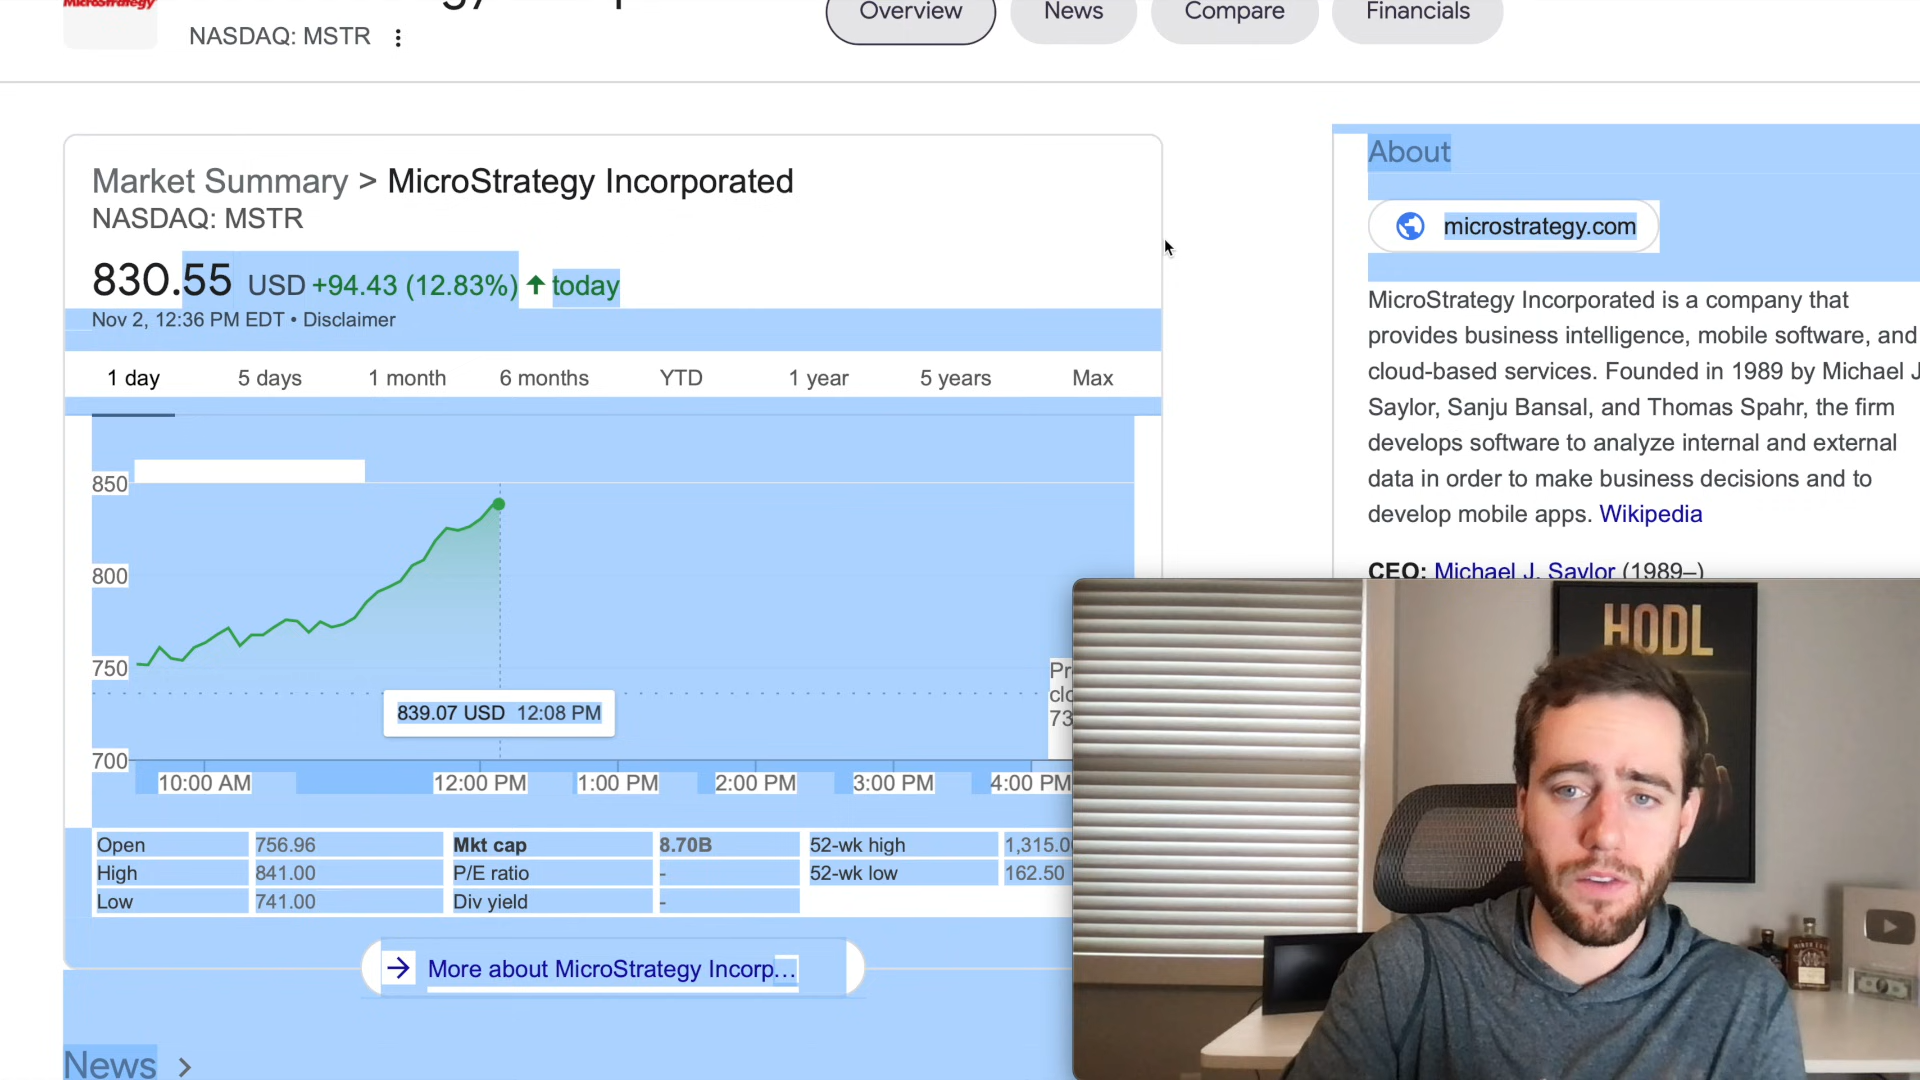 MicroStrategy
NASDAQ: MSTR
Overview
News
Compare
Financials
Market Summary > MicroStrategy Incorporated
NASDAQ: MSTR
830.55 USD +94.43 (12.83%) today
Nov 2, 12:36 PM EDT • Disclaimer
1 day
5 days
1 month
6 months
YTD
1 year
5 years
Max
850
800
750
700
839.07 USD 12:08 PM
10:00 AM
12:00 PM
1:00 PM
2:00 PM
3:00 PM
4:00 PM
Open 756.96
High 841.00
Low 741.00
Mkt cap 8.70B
P/E ratio -
Div yield -
52-wk high 1,315.0
52-wk low 162.50
More about MicroStrategy Incorp...
News >
About
microstrategy.com
MicroStrategy Incorporated is a company that
provides business intelligence, mobile software, and
cloud-based services. Founded in 1989 by Michael J
Saylor, Sanju Bansal, and Thomas Spahr, the firm
develops software to analyze internal and external
data in order to make business decisions and to
develop mobile apps. Wikipedia
CEO: Michael J. Saylor (1989–)
HODL